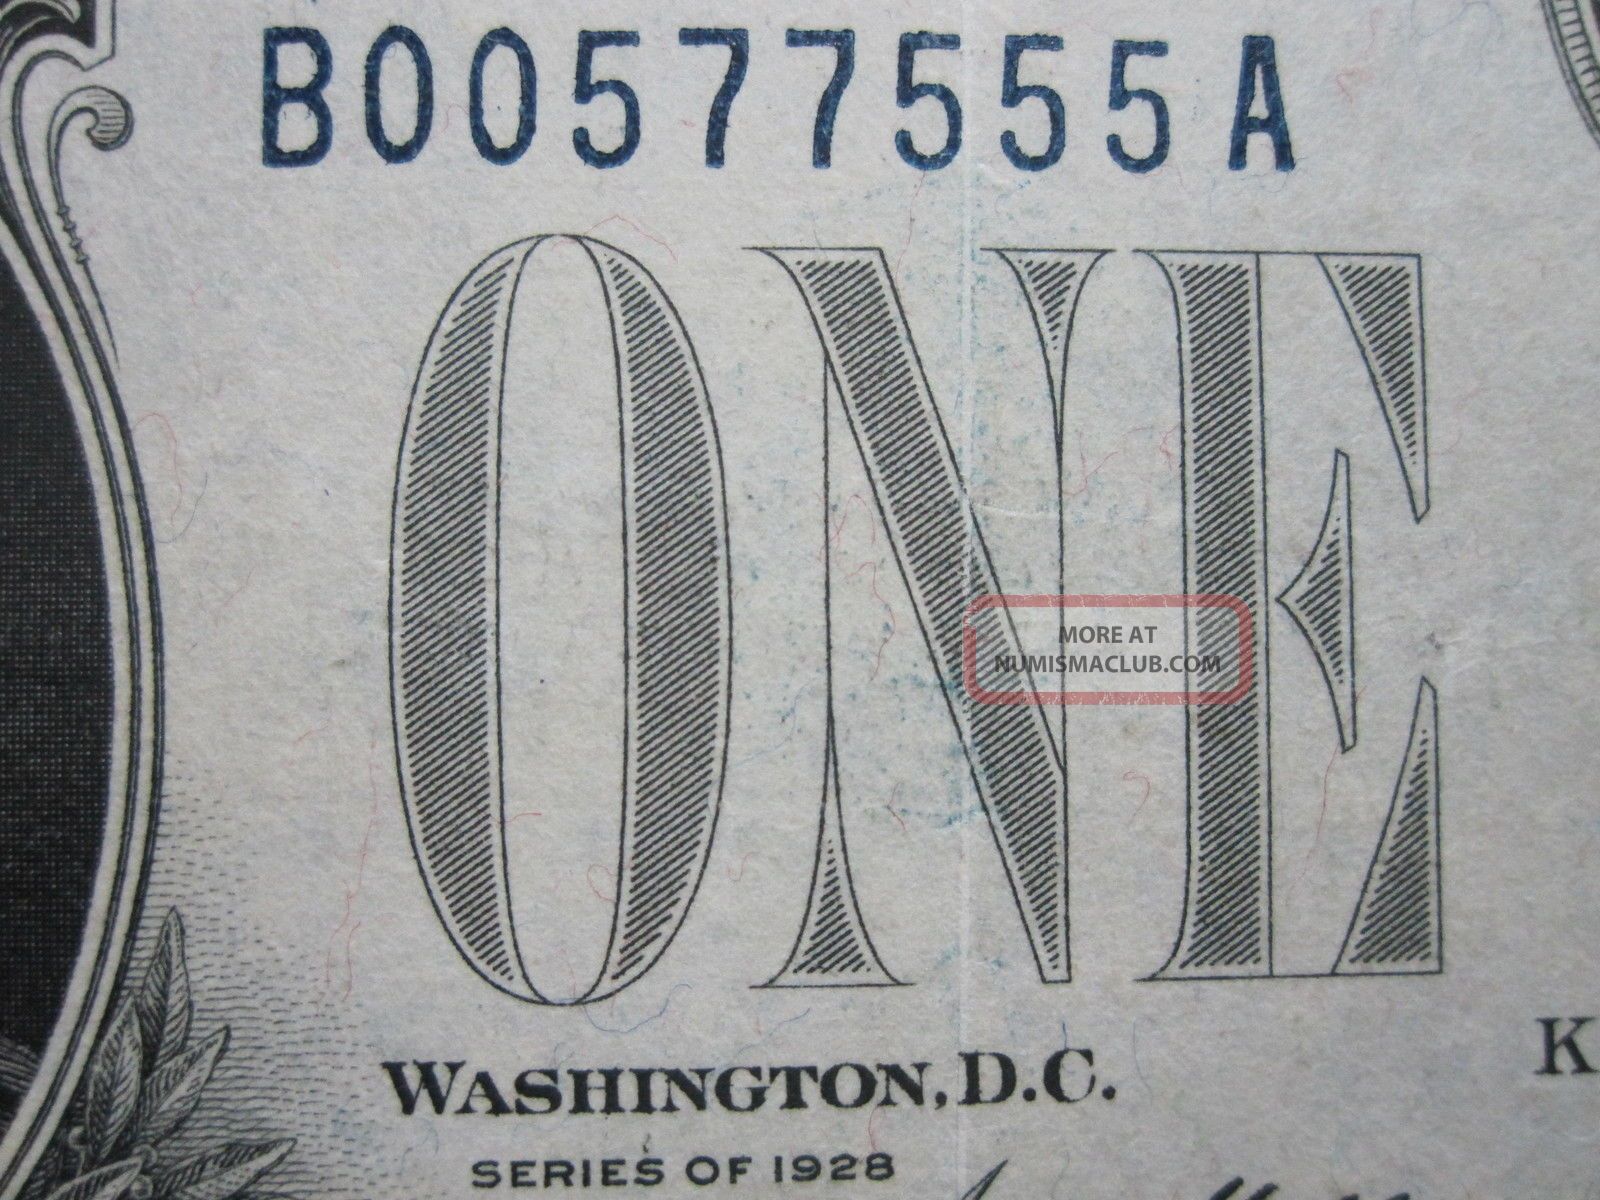 B00577555A
ONE
MORE AT
NUMISMACLUB.COM
WASHINGTON, D.C.
K
SERIES OF 1928